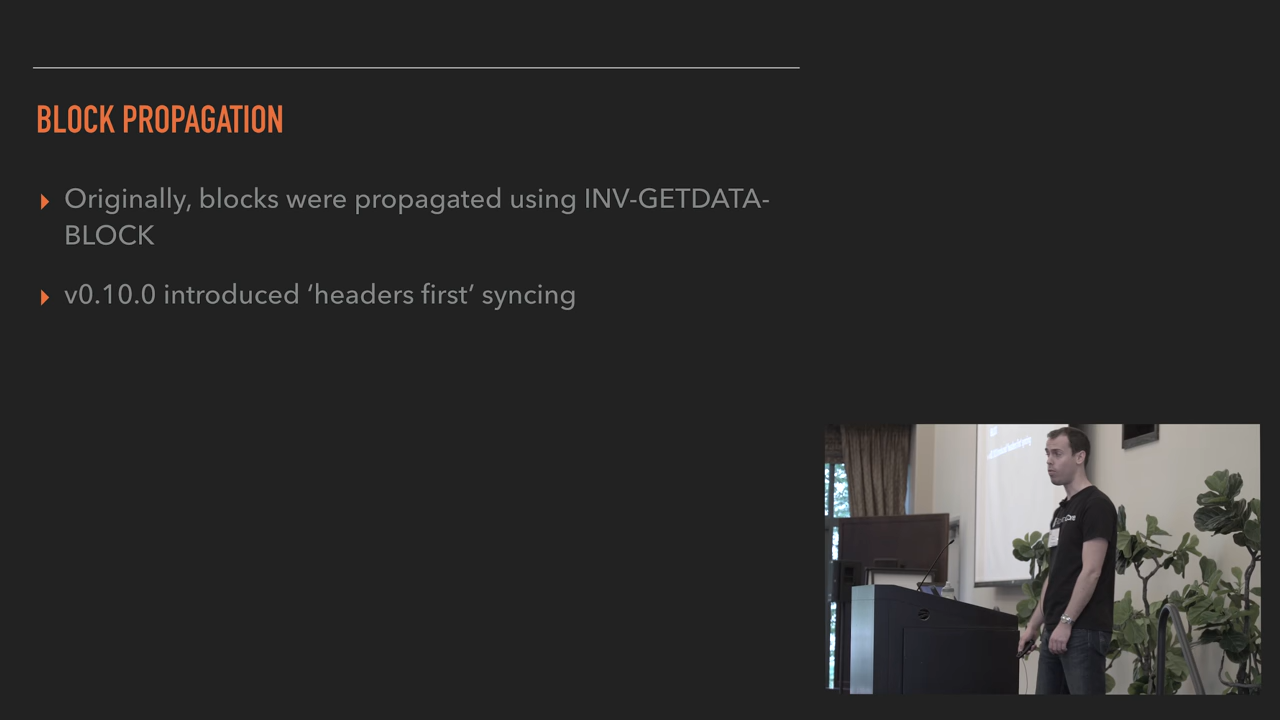 BLOCK PROPAGATION
Originally, blocks were propagated using INV-GETDATA-
BLOCK
v0.10.0 introduced ‘headers first’ syncing